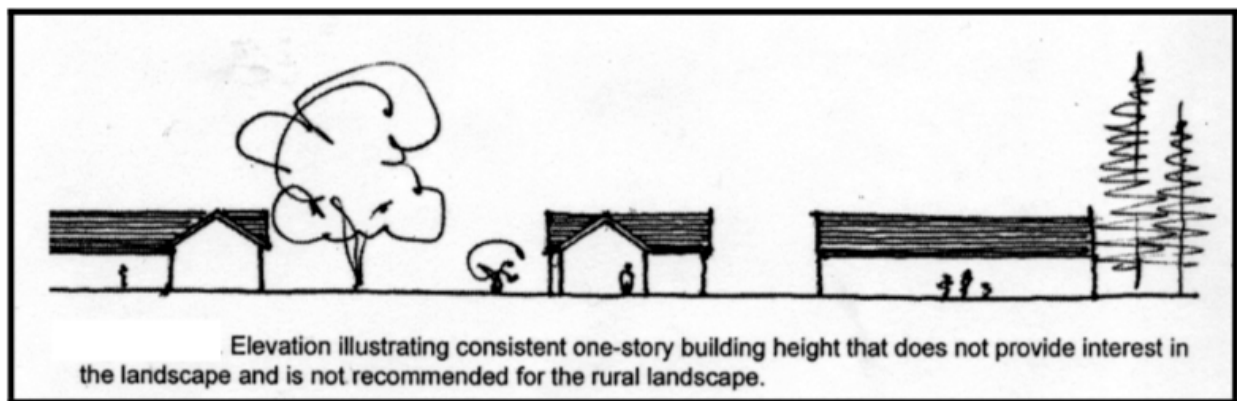 . Elevation illustrating consistent one-story building height that does not provide interest in
the landscape and is not recommended for the rural landscape.